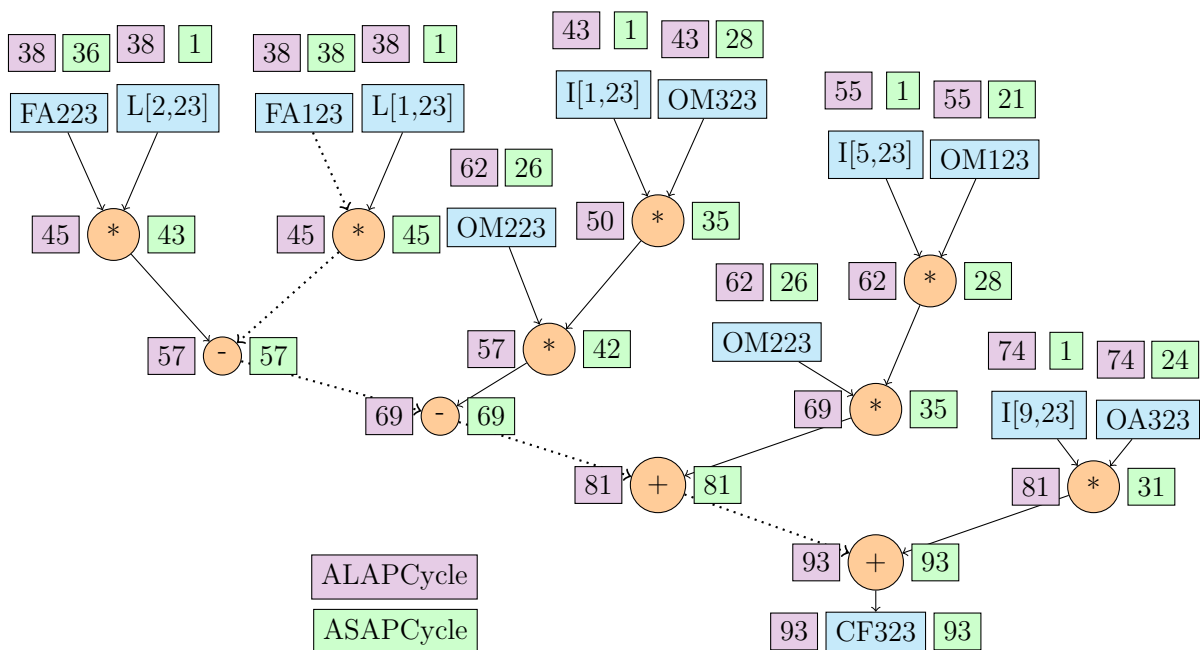 38 36 38 1 38 38 38 1 43 1 43 28
FA223 L[2,23] FA123 L[1,23] I[1,23] OM323 55 1 55 21
62 26 I[5,23] OM123
45 * 43 45 * 45 OM223 50 * 35
62 26 62 * 28
57 - 57 57 * 42 OM223 74 1 74 24
69 - 69 69 * 35 I[9,23] OA323
81 + 81 81 * 31
93 + 93
ALAPCycle
ASAPCycle 93 CF323 93